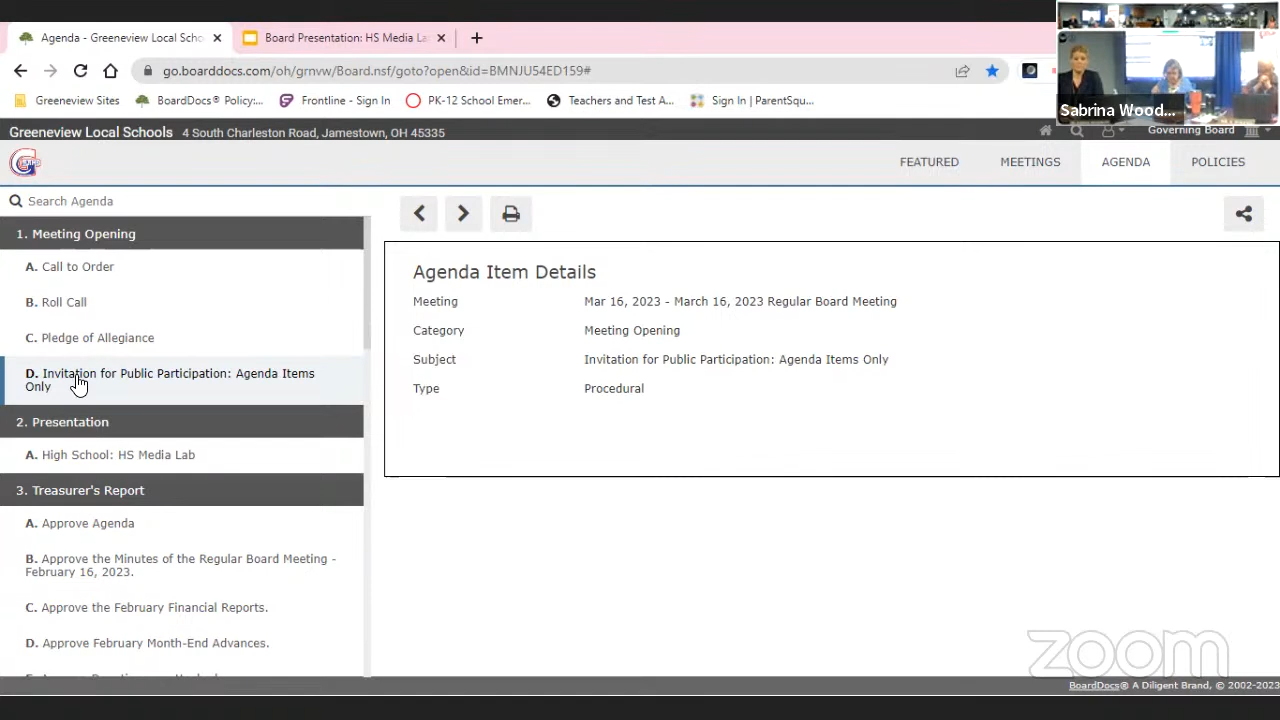 Agenda - Greeneview Local Scho
Board Presentation: HS Media La
go.boarddocs.com/oh/grnvw/Board.nsf/goto?open&id=BMNJU54ED159#
Greeneview Sites
BoardDocs® Policy:...
Frontline - Sign In
PK-12 School Emer...
Teachers and Test A...
Sign In | ParentSqu...
Sabrina Wood...
Greeneview Local Schools 4 South Charleston Road, Jamestown, OH 45335
Governing Board
FEATURED
MEETINGS
AGENDA
POLICIES
Search Agenda
1. Meeting Opening
A. Call to Order
B. Roll Call
C. Pledge of Allegiance
D. Invitation for Public Participation: Agenda Items
Only
2. Presentation
A. High School: HS Media Lab
3. Treasurer's Report
A. Approve Agenda
B. Approve the Minutes of the Regular Board Meeting -
February 16, 2023.
C. Approve the February Financial Reports.
D. Approve February Month-End Advances.
Agenda Item Details
Meeting Mar 16, 2023 - March 16, 2023 Regular Board Meeting
Category Meeting Opening
Subject Invitation for Public Participation: Agenda Items Only
Type Procedural
zoom
BoardDocs® A Diligent Brand, © 2002-2023